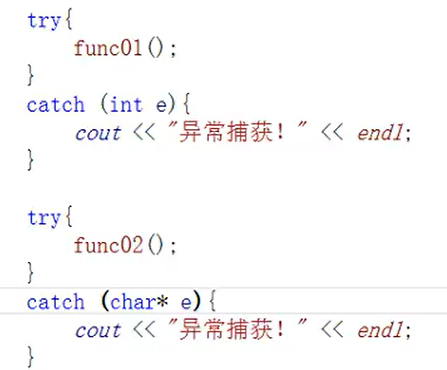 try{
func01();
}
catch (int e){
cout << "异常捕获！" << endl;
}
try{
func02();
}
catch (char* e){
cout << "异常捕获！" << endl;
}